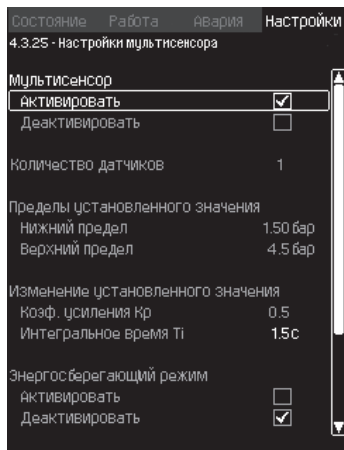 Состояние Работа Авария Настройки
4.3.25 - Настройки мультисенсора
Мультисенсор
Активировать
Деактивировать
Количество датчиков 1
Пределы установленного значения
Нижний предел 1.50 бар
Верхний предел 4.5 бар
Изменение установленного значения
Коэф. усиления Kp 0.5
Интегральное время Ti 1.5с
Энергосберегающий режим
Активировать
Деактивировать